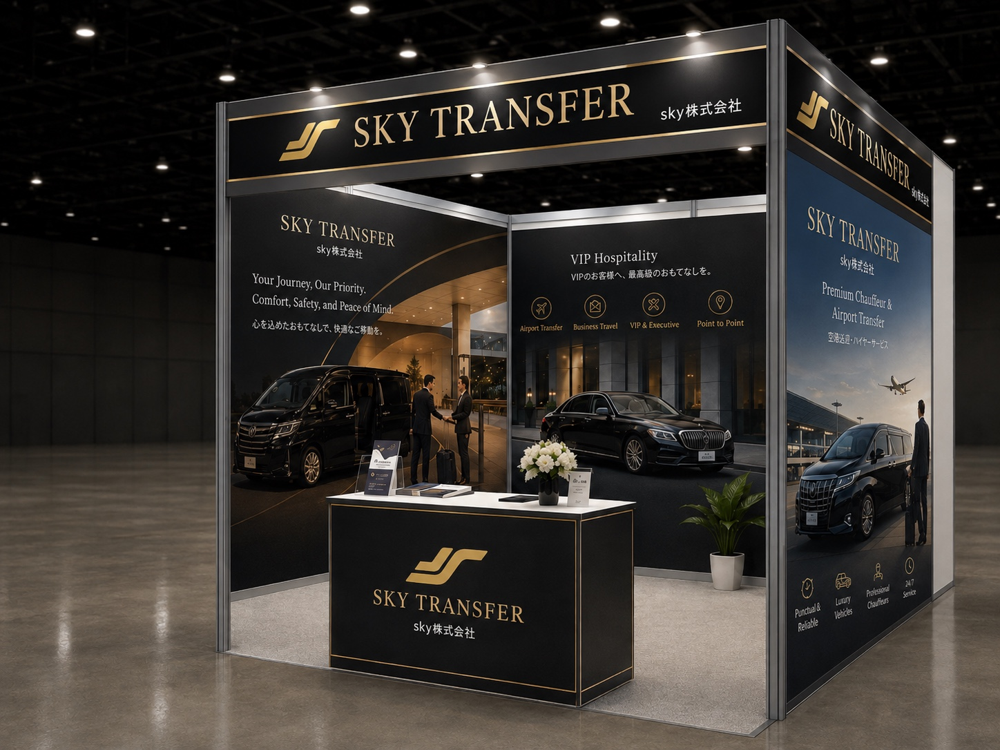 SKY TRANSFER sky株式会社
SKY TRANSFER sky株式会社
SKY TRANSFER
sky株式会社
Your Journey, Our Priority.
Comfort, Safety, and Peace of Mind.
心を込めたおもてなしで、快適なご移動を。
VIP Hospitality
VIPのお客様へ、最高級のおもてなしを。
Airport Transfer
Business Travel
VIP & Executive
Point to Point
SKY TRANSFER
sky株式会社
Premium Chauffeur &
Airport Transfer
空港送迎・ハイヤーサービス
Punctual &
Reliable
Luxury
Vehicles
Professional
Chauffeurs
24/7
Service
SKY TRANSFER
sky株式会社